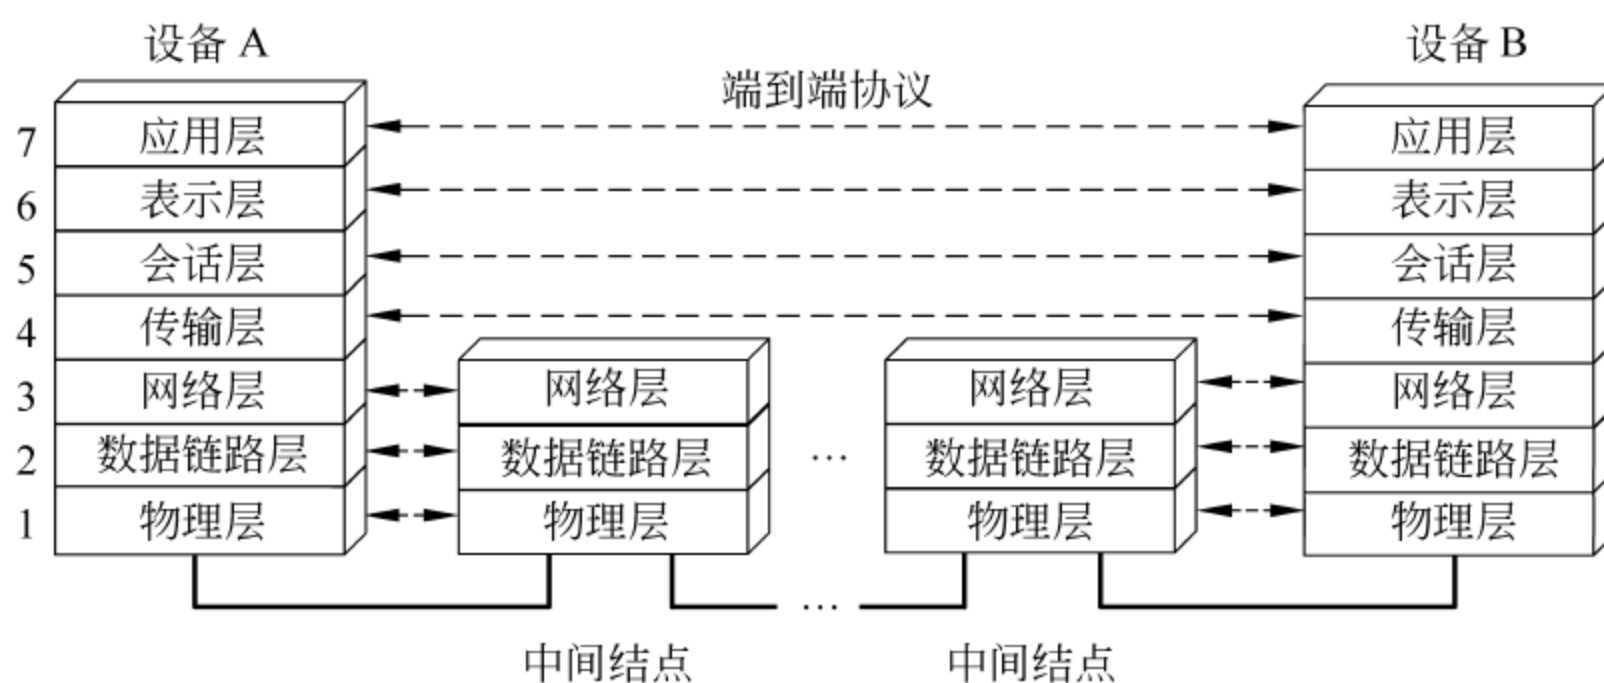 设备 A
设备 B
端到端协议
7 应用层 应用层
6 表示层 表示层
5 会话层 会话层
4 传输层 传输层
3 网络层 网络层 网络层 网络层
2 数据链路层 数据链路层 … 数据链路层 数据链路层
1 物理层 物理层 物理层 物理层
…
中间结点 中间结点